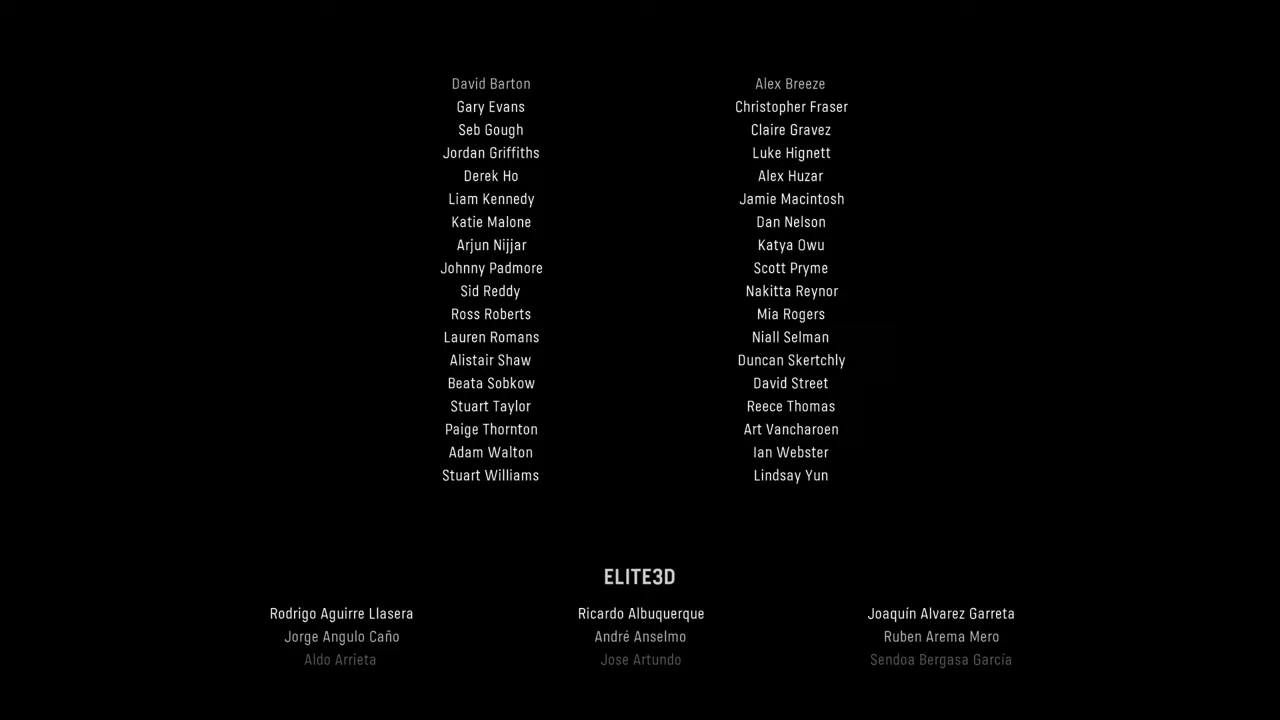 David Barton Alex Breeze
Gary Evans Christopher Fraser
Seb Gough Claire Gravez
Jordan Griffiths Luke Hignett
Derek Ho Alex Huzar
Liam Kennedy Jamie Macintosh
Katie Malone Dan Nelson
Arjun Nijjar Katya Owu
Johnny Padmore Scott Pryme
Sid Reddy Nakitta Reynor
Ross Roberts Mia Rogers
Lauren Romans Niall Selman
Alistair Shaw Duncan Skertchly
Beata Sobkow David Street
Stuart Taylor Reece Thomas
Paige Thornton Art Vancharoen
Adam Walton Ian Webster
Stuart Williams Lindsay Yun
ELITE3D
Rodrigo Aguirre Llasera Ricardo Albuquerque Joaquín Alvarez Garreta
Jorge Angulo Caño André Anselmo Ruben Arema Mero
Aldo Arrieta Jose Artundo Sendoa Bergasa García